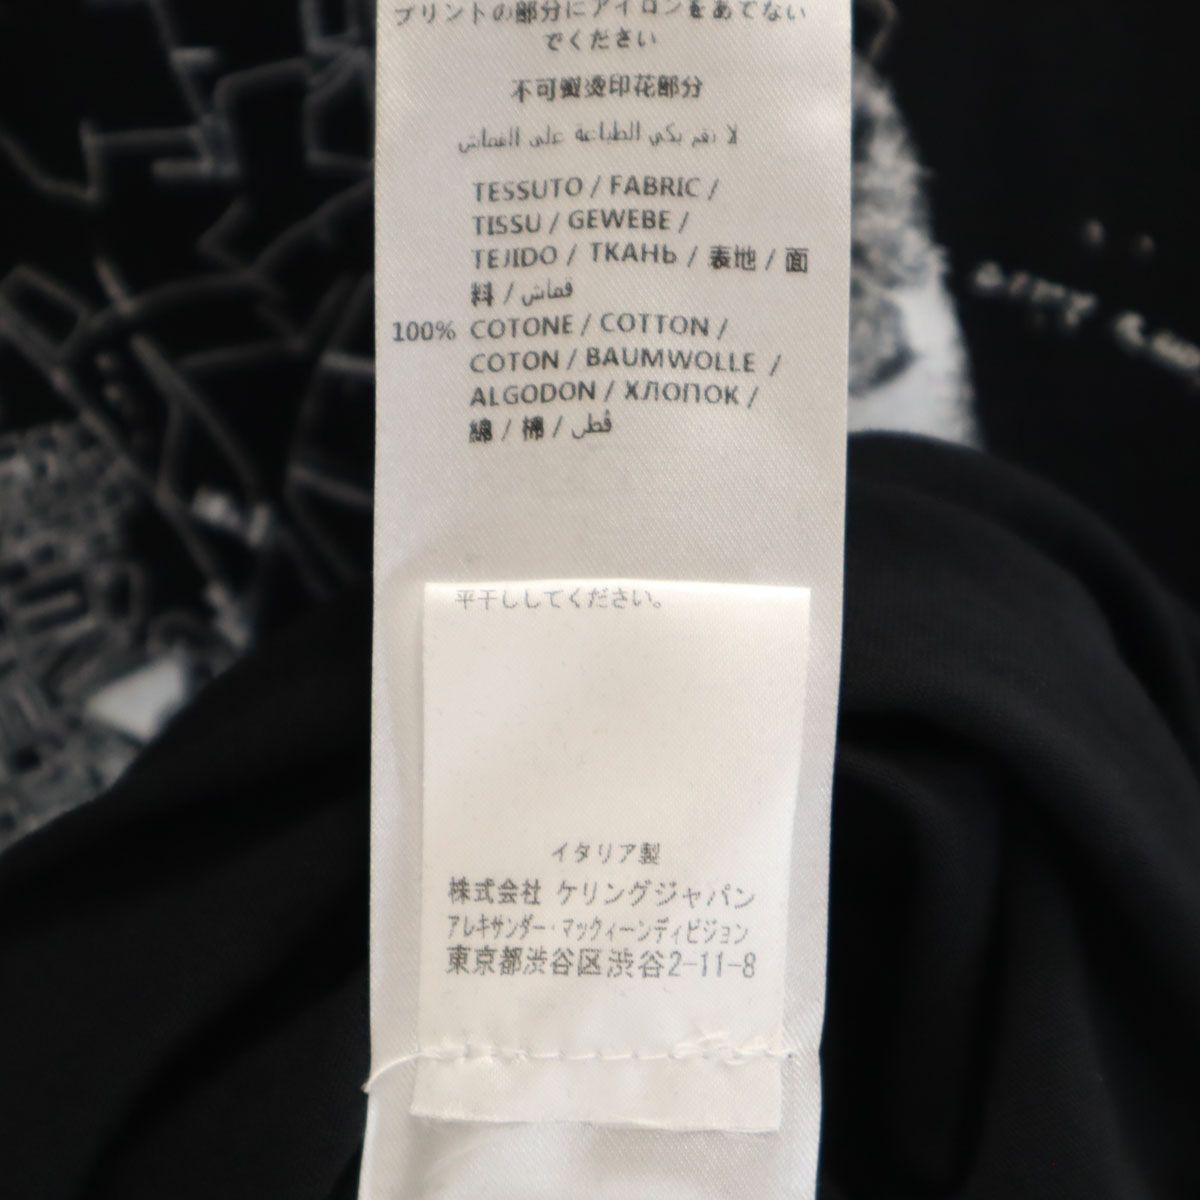 プリントの部分にアイロンをあてない
でください
不可熨烫印花部分
لا تقم بكي الطباعة على القماش
TESSUTO / FABRIC /
TISSU / GEWEBE /
TEJIDO / ТКАНЬ / 表地 / 面
料 / قماش
100% COTONE / COTTON /
COTON / BAUMWOLLE /
ALGODON / ХЛОПОК /
綿 / 棉 / قطن
平干ししてください。
イタリア製
株式会社 ケリングジャパン
アレキサンダー・マックィーンディビジョン
東京都渋谷区渋谷2-11-8